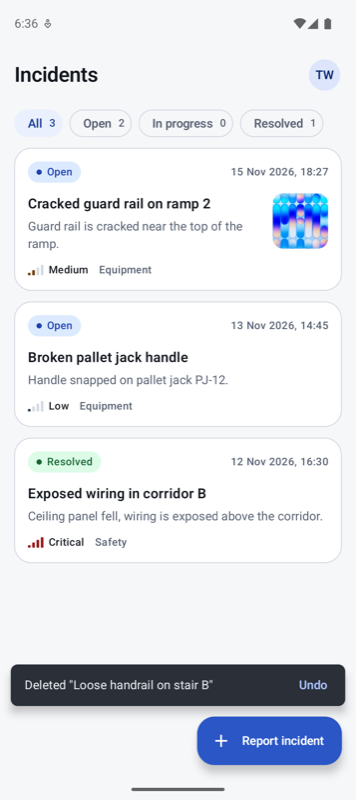 6:36
Incidents
TW
All 3
Open 2
In progress 0
Resolved 1
Open
15 Nov 2026, 18:27
Cracked guard rail on ramp 2
Guard rail is cracked near the top of the
ramp.
Medium Equipment
Open
13 Nov 2026, 14:45
Broken pallet jack handle
Handle snapped on pallet jack PJ-12.
Low Equipment
Resolved
12 Nov 2026, 16:30
Exposed wiring in corridor B
Ceiling panel fell, wiring is exposed above the corridor.
Critical Safety
Deleted "Loose handrail on stair B"
Undo
+ Report incident